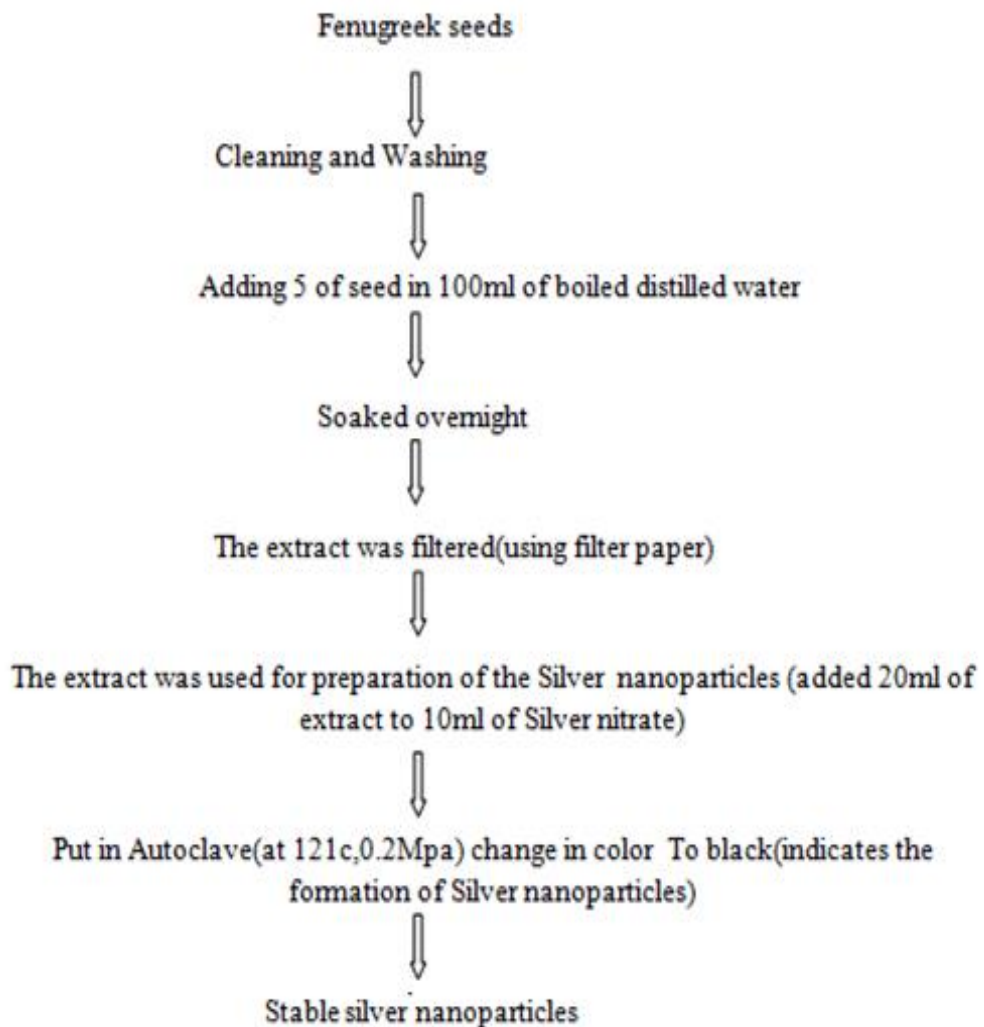 Fenugreek seeds
Cleaning and Washing
Adding 5 of seed in 100ml of boiled distilled water
Soaked overnight
The extract was filtered(using filter paper)
The extract was used for preparation of the Silver nanoparticles (added 20ml of
extract to 10ml of Silver nitrate)
Put in Autoclave(at 121c,0.2Mpa) change in color To black(indicates the
formation of Silver nanoparticles)
Stable silver nanoparticles